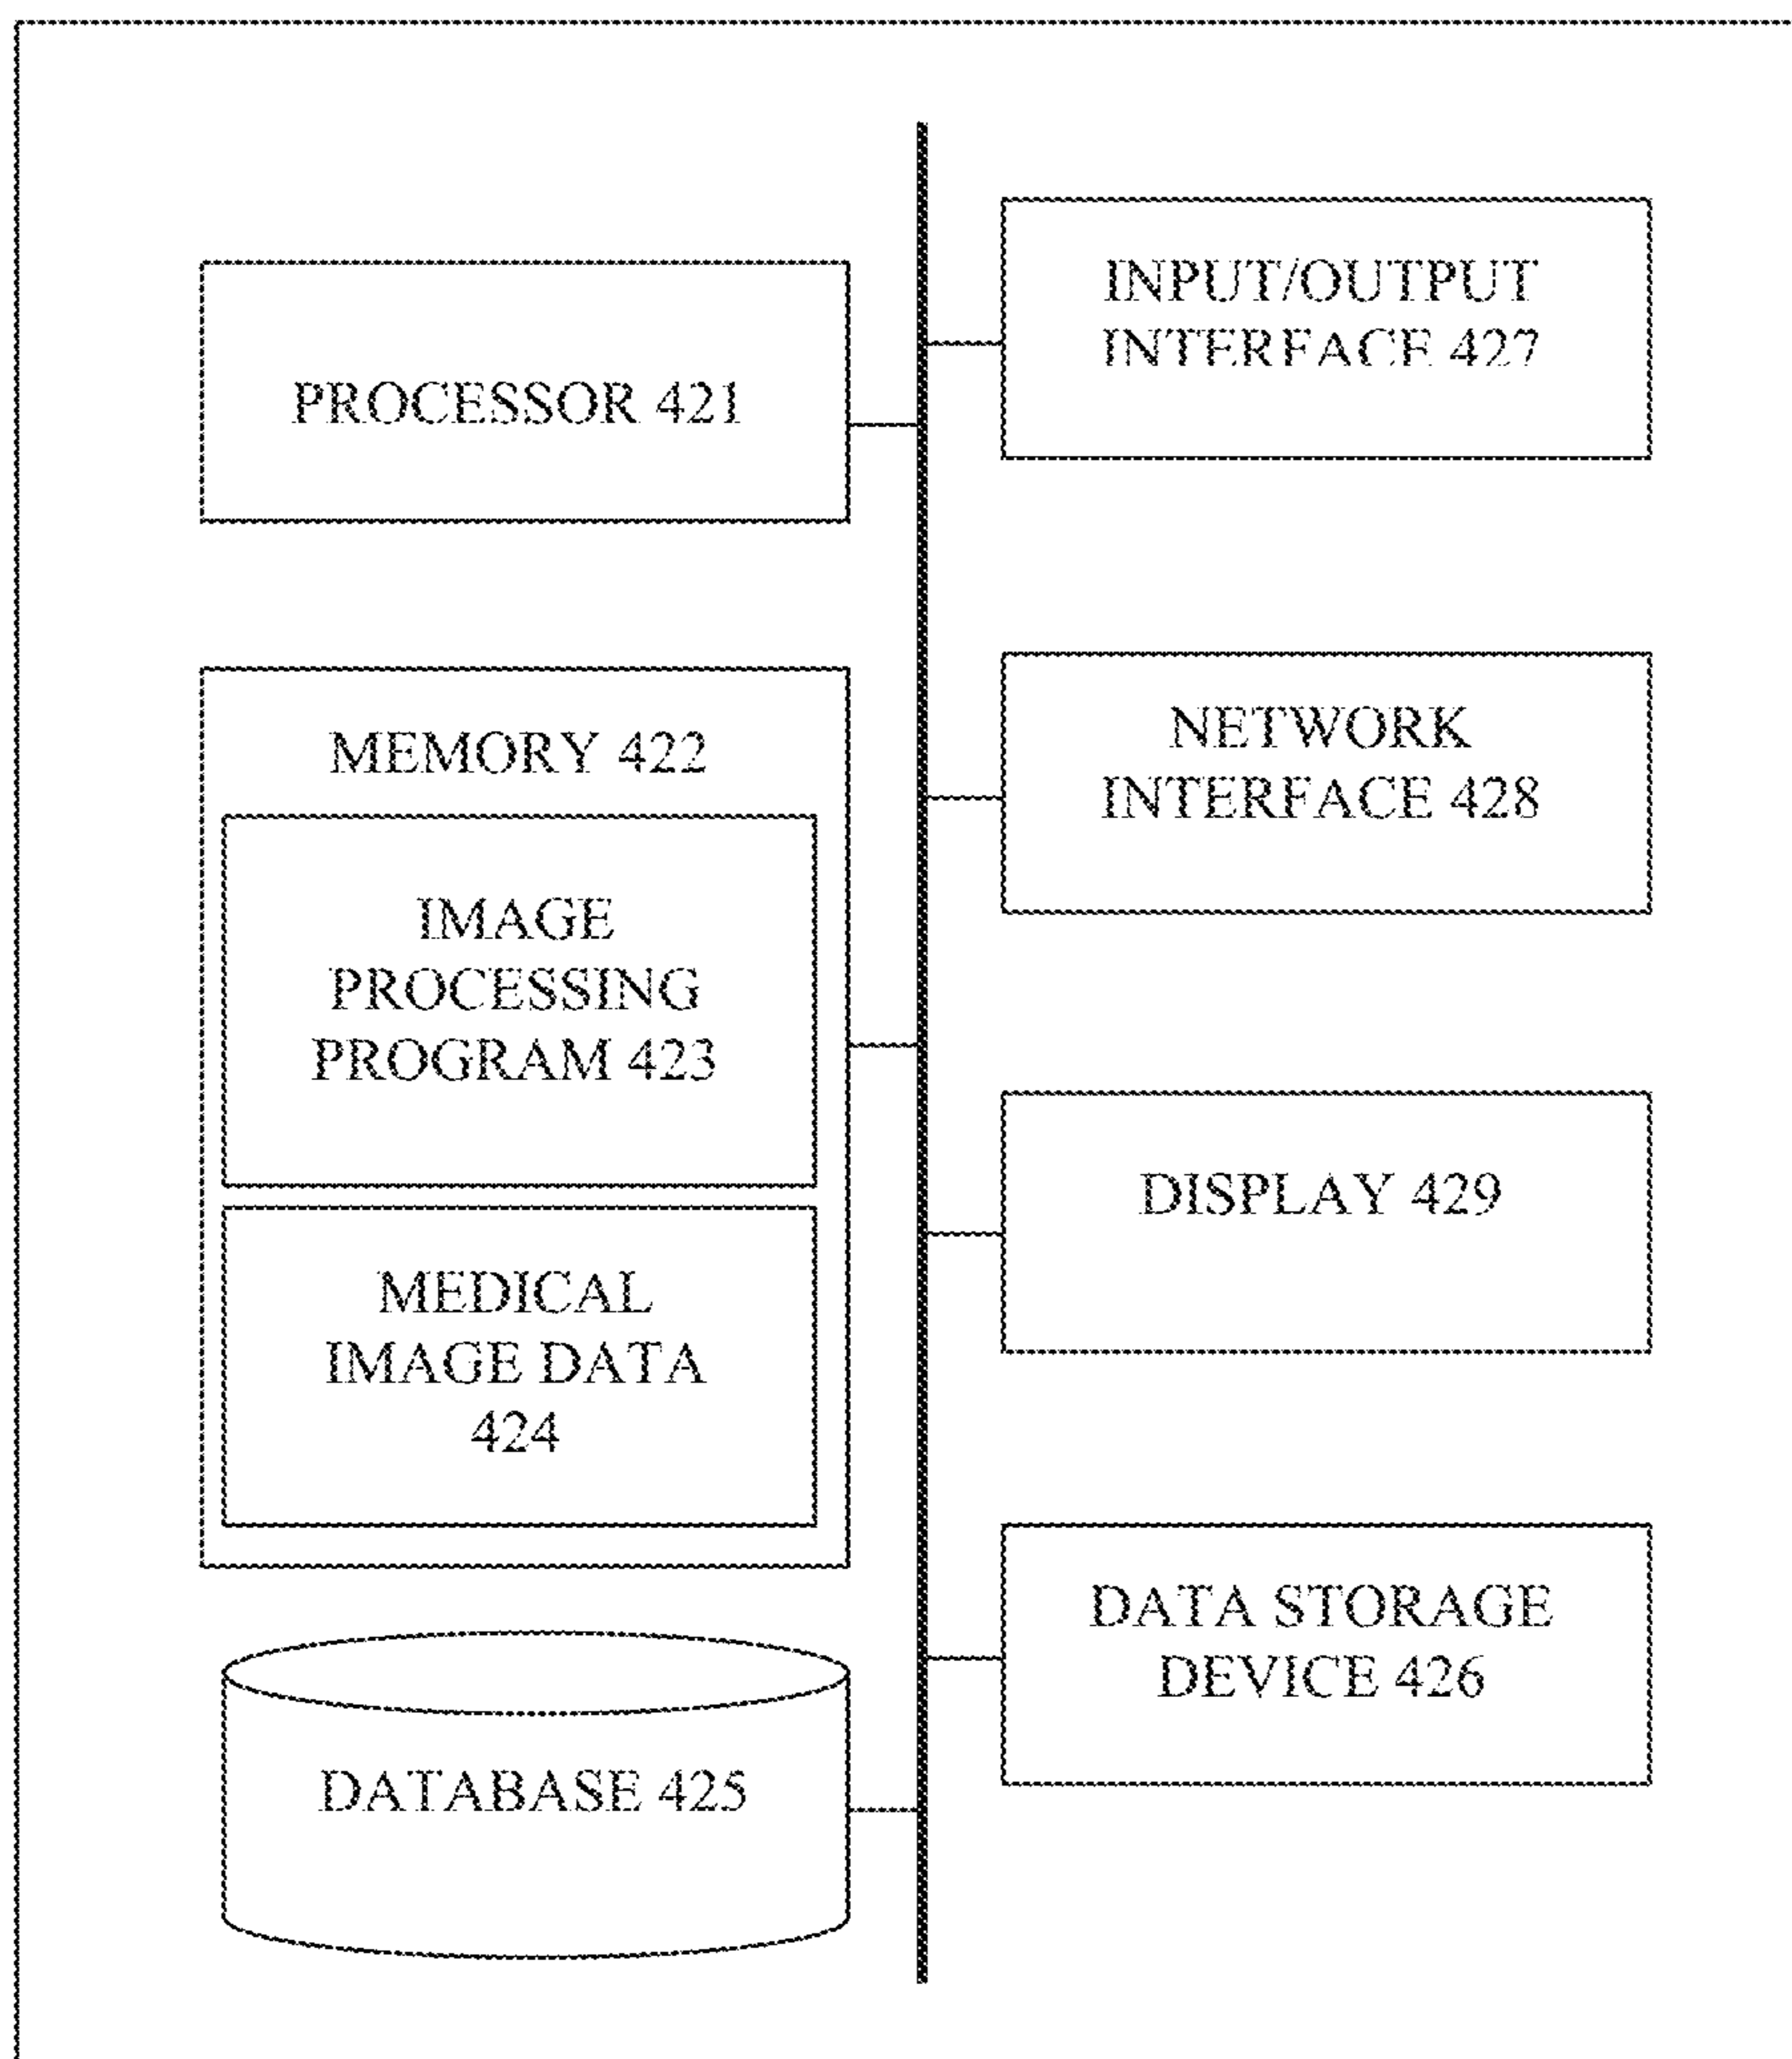 PROCESSOR 421
MEMORY 422
IMAGE
PROCESSING
PROGRAM 423
MEDICAL
IMAGE DATA
424
DATABASE 425
INPUT/OUTPUT
INTERFACE 427
NETWORK
INTERFACE 428
DISPLAY 429
DATA STORAGE
DEVICE 426